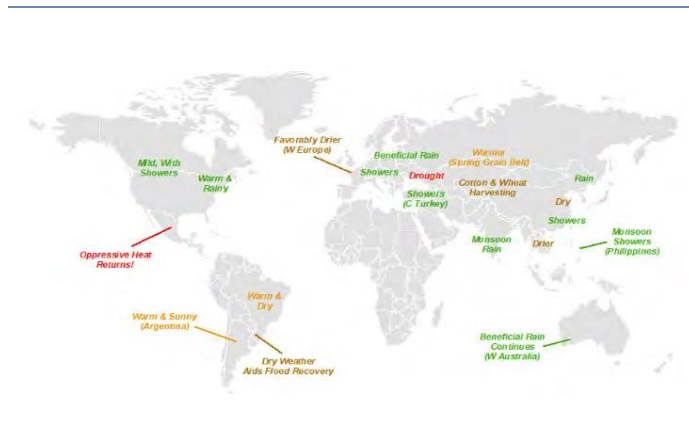 Favorably Drier
(W Europe)
Beneficial Rain
Warmer
(Spring Grain Belt)
Mild, With
Showers
Warm &
Rainy
Showers
Drought
Cotton & Wheat
Harvesting
Rain
Showers
(C Turkey)
Dry
Showers
Monsoon
Rain
Drier
Monsoon
Showers
(Philippines)
Oppressive Heat
Returns!
Warm &
Dry
Warm & Sunny
(Argentina)
Dry Weather
Aids Flood Recovery
Beneficial Rain
Continues
(W Australia)